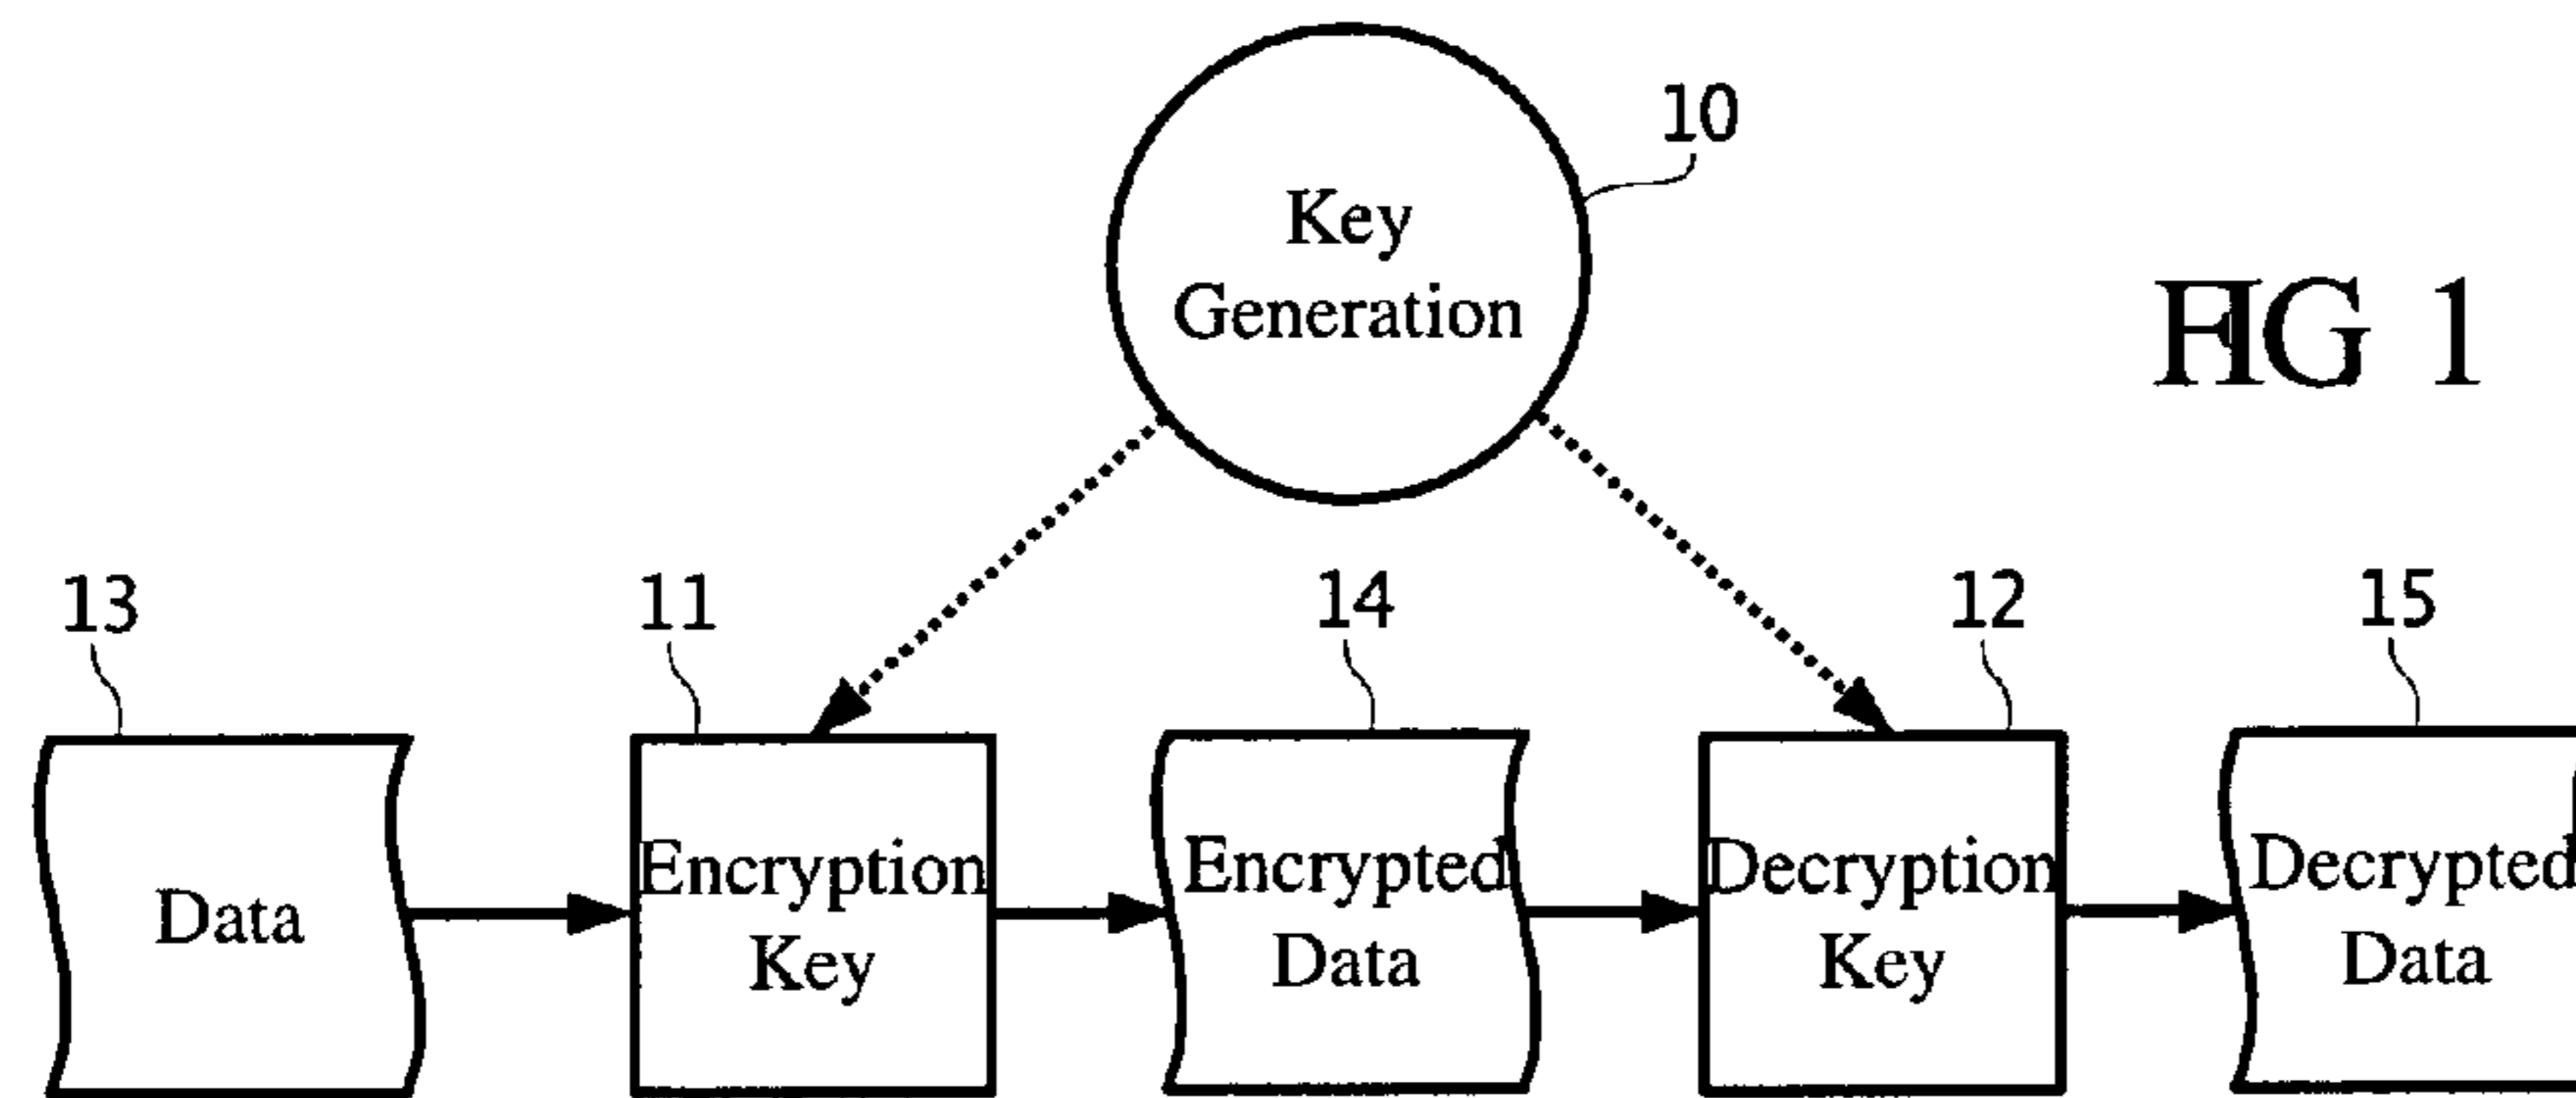 10
Key
Generation
FIG 1
13
11
14
12
15
Data
Encryption
Key
Encrypted
Data
Decryption
Key
Decrypted
Data